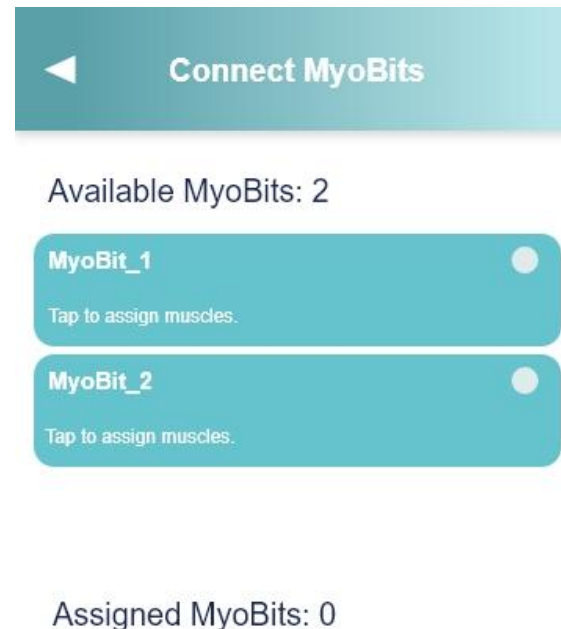 Connect MyoBits
Available MyoBits: 2
MyoBit_1
Tap to assign muscles.
MyoBit_2
Tap to assign muscles.
Assigned MyoBits: 0